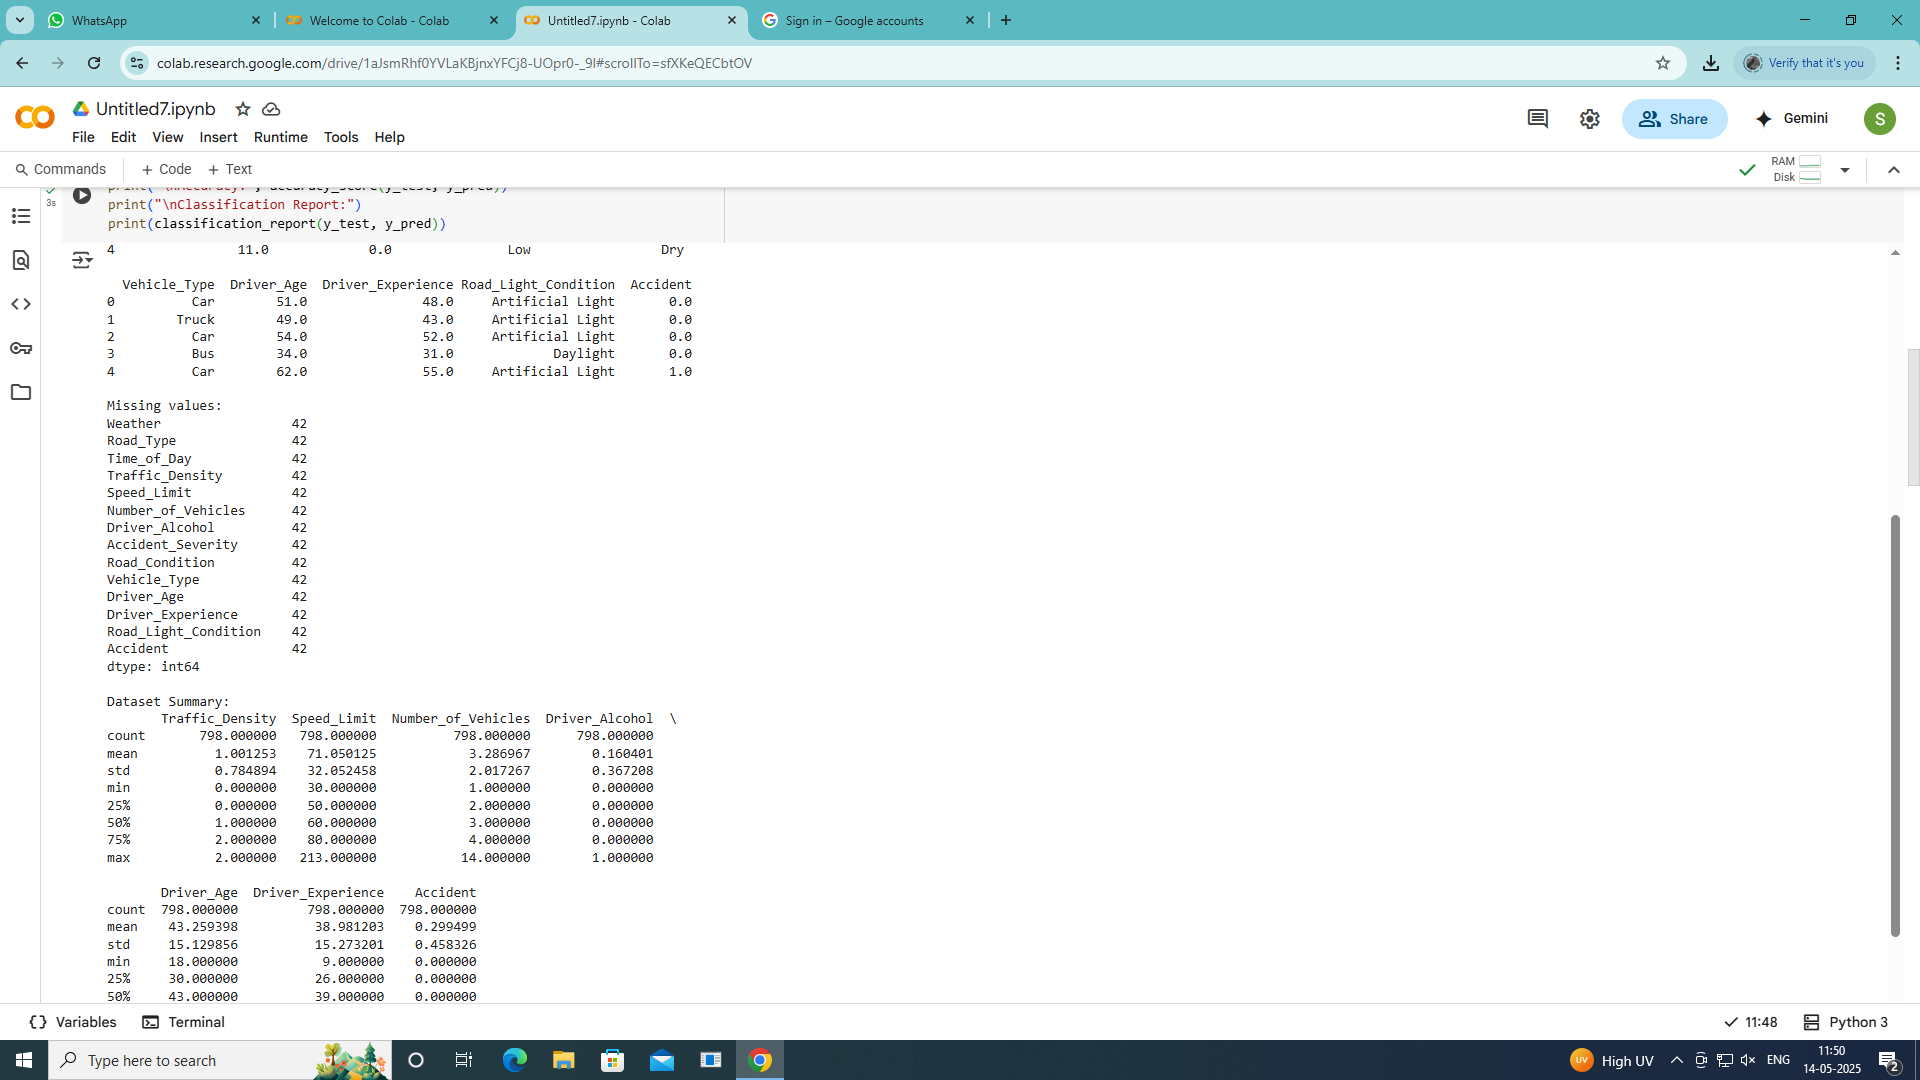 WhatsApp
Welcome to Colab - Colab
Untitled7.ipynb - Colab
Sign in – Google accounts
colab.research.google.com/drive/1aJsmRhf0YVLaKBjnxYFCj8-UOpr0-_9I#scrollTo=sfXKeQECbtOV
Verify that it's you
Untitled7.ipynb
File Edit View Insert Runtime Tools Help
Share
Gemini
S
Commands + Code + Text
RAM
Disk
3s
print("\nAccuracy:", accuracy_score(y_test, y_pred))
print("\nClassification Report:")
print(classification_report(y_test, y_pred))
4 11.0 0.0 Low Dry
Vehicle_Type Driver_Age Driver_Experience Road_Light_Condition Accident
0 Car 51.0 48.0 Artificial Light 0.0
1 Truck 49.0 43.0 Artificial Light 0.0
2 Car 54.0 52.0 Artificial Light 0.0
3 Bus 34.0 31.0 Daylight 0.0
4 Car 62.0 55.0 Artificial Light 1.0
Missing values:
Weather 42
Road_Type 42
Time_of_Day 42
Traffic_Density 42
Speed_Limit 42
Number_of_Vehicles 42
Driver_Alcohol 42
Accident_Severity 42
Road_Condition 42
Vehicle_Type 42
Driver_Age 42
Driver_Experience 42
Road_Light_Condition 42
Accident 42
dtype: int64
Dataset Summary:
Traffic_Density Speed_Limit Number_of_Vehicles Driver_Alcohol \
count 798.000000 798.000000 798.000000 798.000000
mean 1.001253 71.050125 3.286967 0.160401
std 0.784894 32.052458 2.017267 0.367208
min 0.000000 30.000000 1.000000 0.000000
25% 0.000000 50.000000 2.000000 0.000000
50% 1.000000 60.000000 3.000000 0.000000
75% 2.000000 80.000000 4.000000 0.000000
max 2.000000 213.000000 14.000000 1.000000
Driver_Age Driver_Experience Accident
count 798.000000 798.000000 798.000000
mean 43.259398 38.981203 0.299499
std 15.129856 15.273201 0.458326
min 18.000000 9.000000 0.000000
25% 30.000000 26.000000 0.000000
50% 43.000000 39.000000 0.000000
Variables Terminal
11:48 Python 3
Type here to search
UV High UV
ENG
11:50
14-05-2025
2